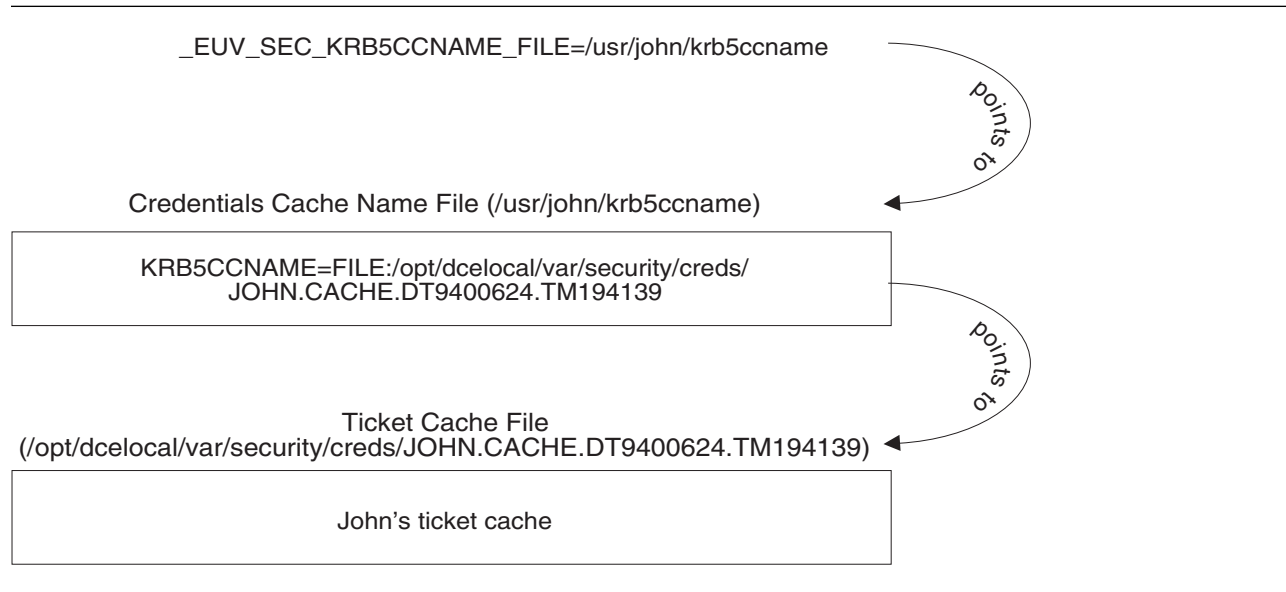 _EUV_SEC_KRB5CCNAME_FILE=/usr/john/krb5ccname
points to
Credentials Cache Name File (/usr/john/krb5ccname)
KRB5CCNAME=FILE:/opt/dcelocal/var/security/creds/
JOHN.CACHE.DT9400624.TM194139
points to
Ticket Cache File
(/opt/dcelocal/var/security/creds/JOHN.CACHE.DT9400624.TM194139)
John’s ticket cache